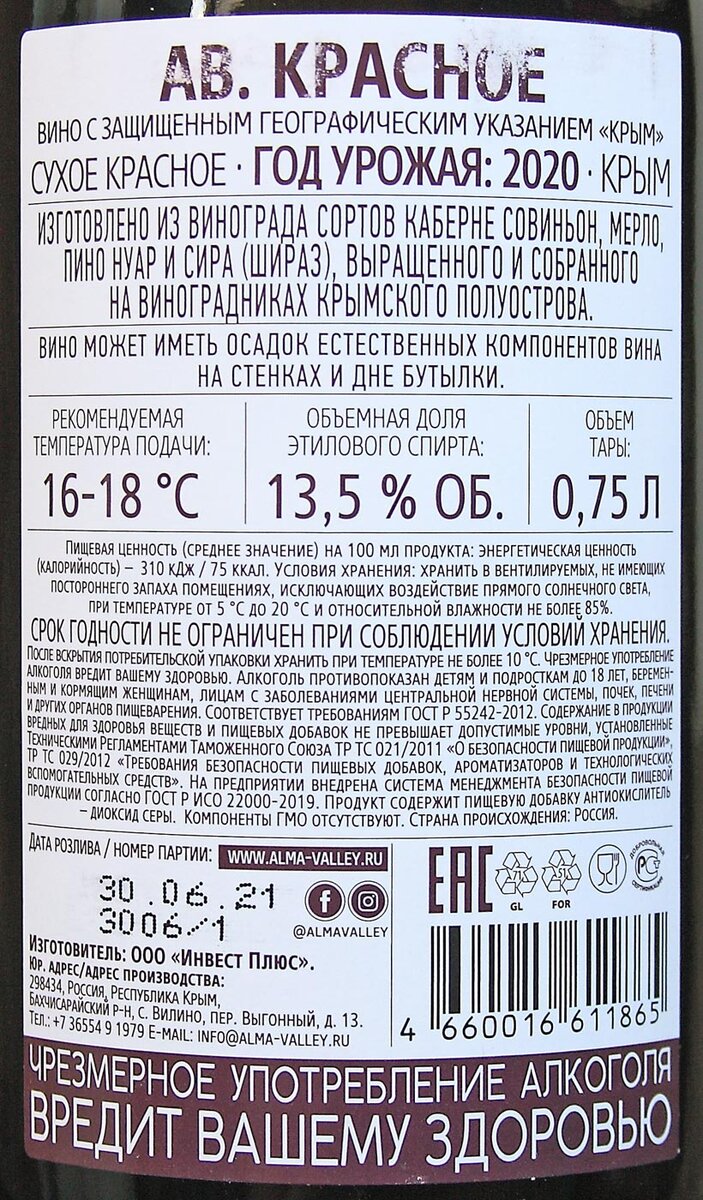 АВ. КРАСНОЕ
ВИНО С ЗАЩИЩЕННЫМ ГЕОГРАФИЧЕСКИМ УКАЗАНИЕМ «КРЫМ»
СУХОЕ КРАСНОЕ · ГОД УРОЖАЯ: 2020 · КРЫМ
ИЗГОТОВЛЕНО ИЗ ВИНОГРАДА СОРТОВ КАБЕРНЕ СОВИНЬОН, МЕРЛО,
ПИНО НУАР И СИРА (ШИРАЗ), ВЫРАЩЕННОГО И СОБРАННОГО
НА ВИНОГРАДНИКАХ КРЫМСКОГО ПОЛУОСТРОВА.
ВИНО МОЖЕТ ИМЕТЬ ОСАДОК ЕСТЕСТВЕННЫХ КОМПОНЕНТОВ ВИНА
НА СТЕНКАХ И ДНЕ БУТЫЛКИ.
РЕКОМЕНДУЕМАЯ
ТЕМПЕРАТУРА ПОДАЧИ:
16-18 °C
ОБЪЕМНАЯ ДОЛЯ
ЭТИЛОВОГО СПИРТА:
13,5 % ОБ.
ОБЪЕМ
ТАРЫ:
0,75 Л
ПИЩЕВАЯ ЦЕННОСТЬ (СРЕДНЕЕ ЗНАЧЕНИЕ) НА 100 МЛ ПРОДУКТА: ЭНЕРГЕТИЧЕСКАЯ ЦЕННОСТЬ
(КАЛОРИЙНОСТЬ) – 310 КДЖ / 75 ККАЛ. УСЛОВИЯ ХРАНЕНИЯ: ХРАНИТЬ В ВЕНТИЛИРУЕМЫХ, НЕ ИМЕЮЩИХ
ПОСТОРОННЕГО ЗАПАХА ПОМЕЩЕНИЯХ, ИСКЛЮЧАЮЩИХ ВОЗДЕЙСТВИЕ ПРЯМОГО СОЛНЕЧНОГО СВЕТА,
ПРИ ТЕМПЕРАТУРЕ ОТ 5 °C ДО 20 °C И ОТНОСИТЕЛЬНОЙ ВЛАЖНОСТИ НЕ БОЛЕЕ 85%.
СРОК ГОДНОСТИ НЕ ОГРАНИЧЕН ПРИ СОБЛЮДЕНИИ УСЛОВИЙ ХРАНЕНИЯ.
ПОСЛЕ ВСКРЫТИЯ ПОТРЕБИТЕЛЬСКОЙ УПАКОВКИ ХРАНИТЬ ПРИ ТЕМПЕРАТУРЕ НЕ БОЛЕЕ 10 °C. ЧРЕЗМЕРНОЕ УПОТРЕБЛЕНИЕ
АЛКОГОЛЯ ВРЕДИТ ВАШЕМУ ЗДОРОВЬЮ. АЛКОГОЛЬ ПРОТИВОПОКАЗАН ДЕТЯМ И ПОДРОСТКАМ ДО 18 ЛЕТ, БЕРЕМЕН-
НЫМ И КОРМЯЩИМ ЖЕНЩИНАМ, ЛИЦАМ С ЗАБОЛЕВАНИЯМИ ЦЕНТРАЛЬНОЙ НЕРВНОЙ СИСТЕМЫ, ПОЧЕК, ПЕЧЕНИ
И ДРУГИХ ОРГАНОВ ПИЩЕВАРЕНИЯ. СООТВЕТСТВУЕТ ТРЕБОВАНИЯМ ГОСТ Р 55242-2012. СОДЕРЖАНИЕ В ПРОДУКЦИИ
ВРЕДНЫХ ДЛЯ ЗДОРОВЬЯ ВЕЩЕСТВ И ПИЩЕВЫХ ДОБАВОК НЕ ПРЕВЫШАЕТ ДОПУСТИМЫЕ УРОВНИ, УСТАНОВЛЕННЫЕ
ТЕХНИЧЕСКИМИ РЕГЛАМЕНТАМИ ТАМОЖЕННОГО СОЮЗА ТР ТС 021/2011 «О БЕЗОПАСНОСТИ ПИЩЕВОЙ ПРОДУКЦИИ»,
ТР ТС 029/2012 «ТРЕБОВАНИЯ БЕЗОПАСНОСТИ ПИЩЕВЫХ ДОБАВОК, АРОМАТИЗАТОРОВ И ТЕХНОЛОГИЧЕСКИХ
ВСПОМОГАТЕЛЬНЫХ СРЕДСТВ». НА ПРЕДПРИЯТИИ ВНЕДРЕНА СИСТЕМА МЕНЕДЖМЕНТА БЕЗОПАСНОСТИ ПИЩЕВОЙ
ПРОДУКЦИИ СОГЛАСНО ГОСТ Р ИСО 22000-2019. ПРОДУКТ СОДЕРЖИТ ПИЩЕВУЮ ДОБАВКУ АНТИОКИСЛИТЕЛЬ
– ДИОКСИД СЕРЫ. КОМПОНЕНТЫ ГМО ОТСУТСТВУЮТ. СТРАНА ПРОИСХОЖДЕНИЯ: РОССИЯ.
ДАТА РОЗЛИВА / НОМЕР ПАРТИИ:
WWW.ALMA-VALLEY.RU
30.06.21
3006/1
@ALMAVALLEY
ИЗГОТОВИТЕЛЬ: ООО «ИНВЕСТ ПЛЮС».
ЮР. АДРЕС/АДРЕС ПРОИЗВОДСТВА:
298434, РОССИЯ, РЕСПУБЛИКА КРЫМ,
БАХЧИСАРАЙСКИЙ Р-Н, С. ВИЛИНО, ПЕР. ВЫГОННЫЙ, Д. 13.
ТЕЛ.: +7 36554 9 1979 E-MAIL: INFO@ALMA-VALLEY.RU
EAC
71
GL
51
FOR
ДОБРОВОЛЬНАЯ
СЕРТИФИКАЦИЯ
4 660016 611865
ЧРЕЗМЕРНОЕ УПОТРЕБЛЕНИЕ АЛКОГОЛЯ
ВРЕДИТ ВАШЕМУ ЗДОРОВЬЮ